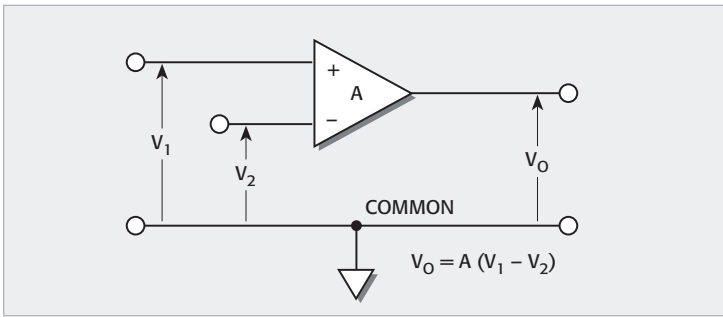 +
A
−
V1
V2
VO
COMMON
VO = A (V1 − V2)